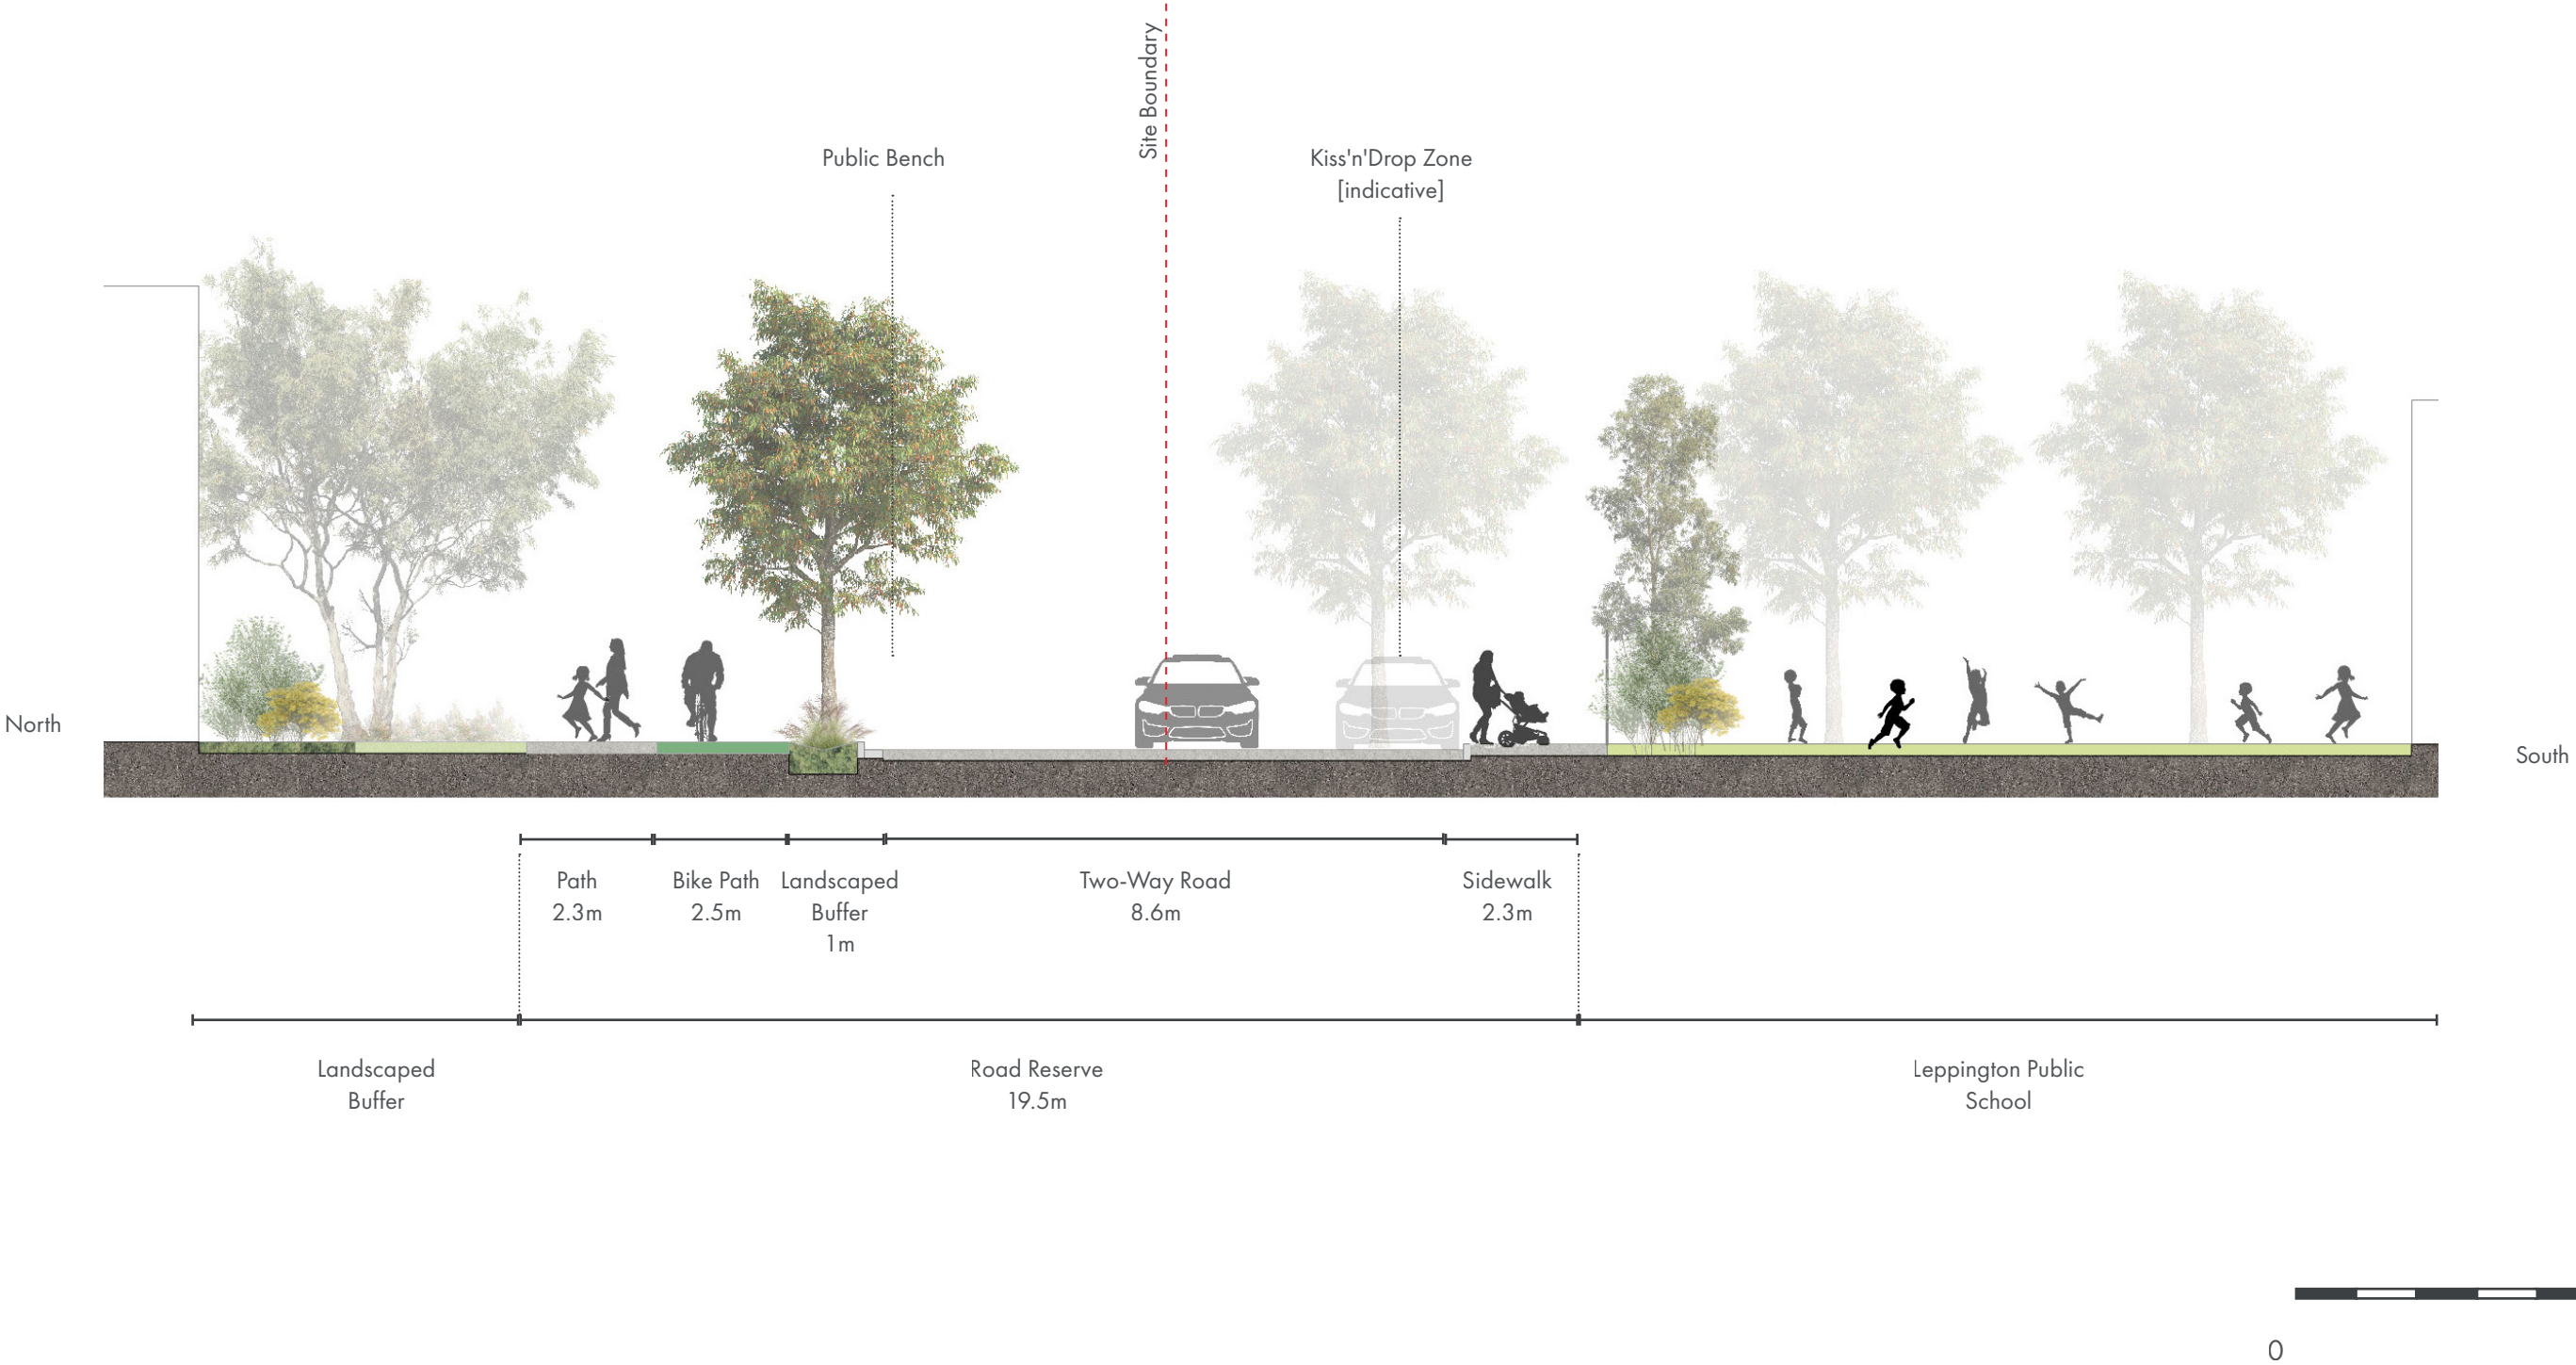 Site Boundary
Public Bench
Kiss'n'Drop Zone
[indicative]
North
South
Path
2.3m
Bike Path
2.5m
Landscaped
Buffer
1m
Two-Way Road
8.6m
Sidewalk
2.3m
Landscaped
Buffer
Road Reserve
19.5m
Leppington Public
School
0